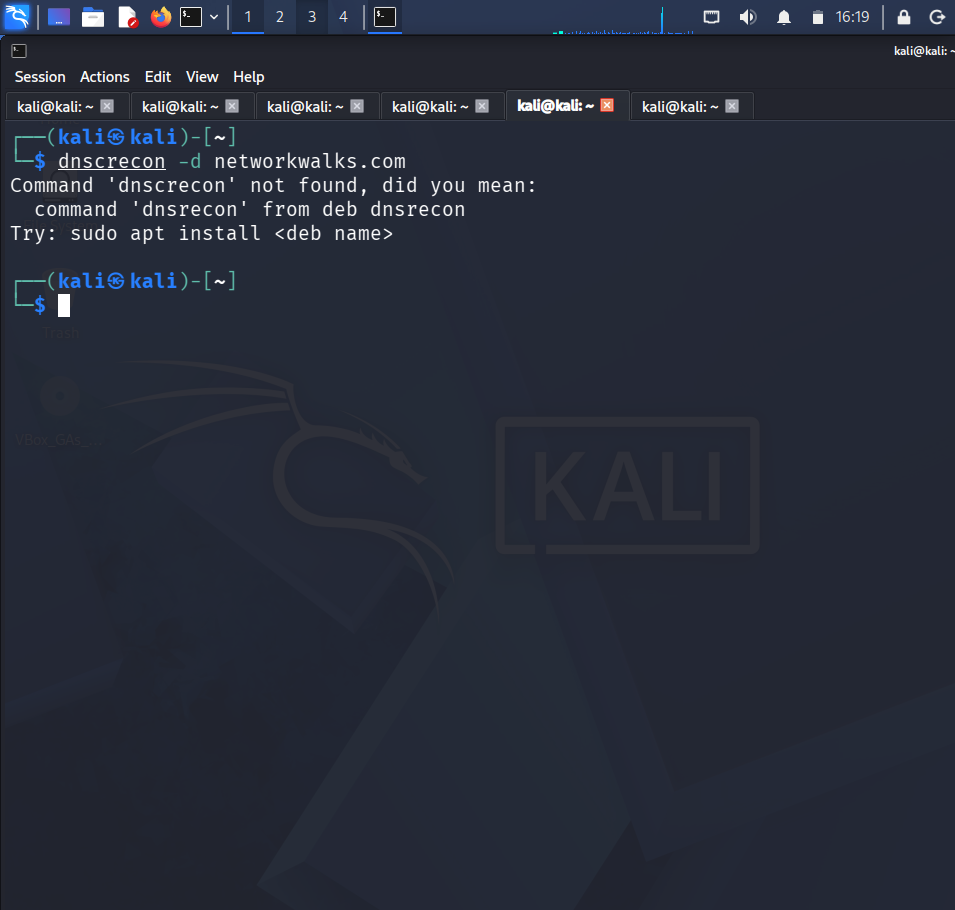 1 2 3 4 16:19
kali@kali: ~
Session Actions Edit View Help
kali@kali: ~ kali@kali: ~ kali@kali: ~ kali@kali: ~ kali@kali: ~ kali@kali: ~
┌──(kali㉿kali)-[~]
└─$ dnscrecon -d networkwalks.com
Command 'dnscrecon' not found, did you mean:
command 'dnsrecon' from deb dnsrecon
Try: sudo apt install <deb name>
┌──(kali㉿kali)-[~]
└─$
Trash
VBox_GAs_...
KALI